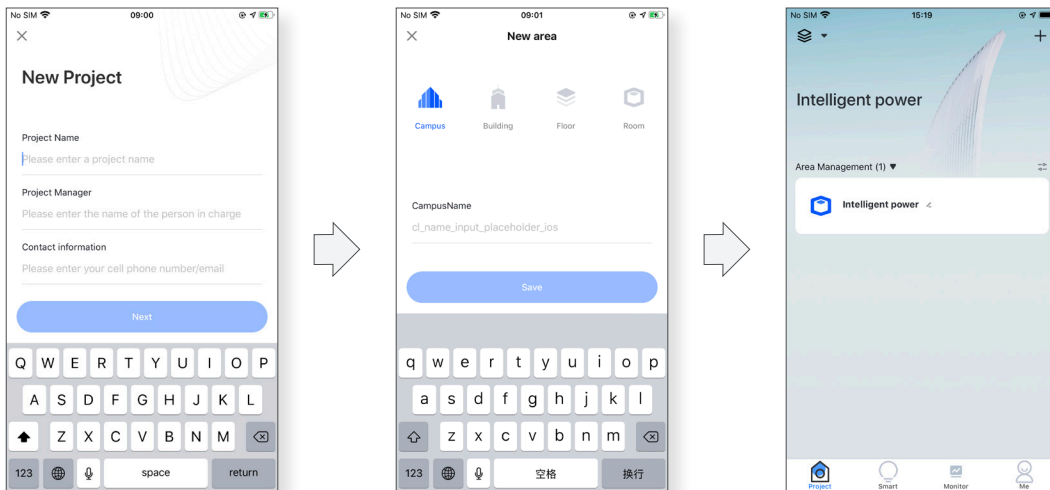 No SIM 09:00
New Project
Project Name
Please enter a project name
Project Manager
Please enter the name of the person in charge
Contact information
Please enter your cell phone number/email
Next
Q W E R T Y U I O P
A S D F G H J K L
Z X C V B N M
123 space return
No SIM 09:01
New area
Campus Building Floor Room
CampusName
cl_name_input_placeholder_ios
Save
q w e r t y u i o p
a s d f g h j k l
z x c v b n m
123 空格 换行
No SIM 15:19
Intelligent power
Area Management (1) ▼
Intelligent power
Project Smart Monitor Me